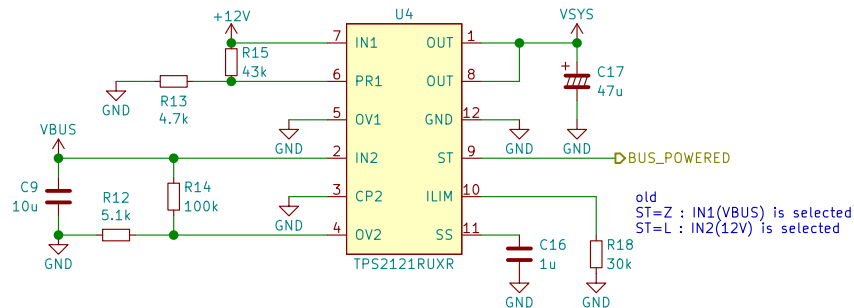 U4
+12V
VSYS
7 IN1 OUT 1
R15
43k
6 PR1 OUT 8
C17
47u
R13
4.7k
GND
5 OV1 GND 12
GND GND GND
VBUS
2 IN2 ST 9 BUS_POWERED
C9
10u
R12
5.1k
R14
100k
3 CP2 ILIM 10
GND
old
ST=Z : IN1(VBUS) is selected
ST=L : IN2(12V) is selected
4 OV2 SS 11
GND
C16
1u
R18
30k
TPS2121RUXR
GND GND